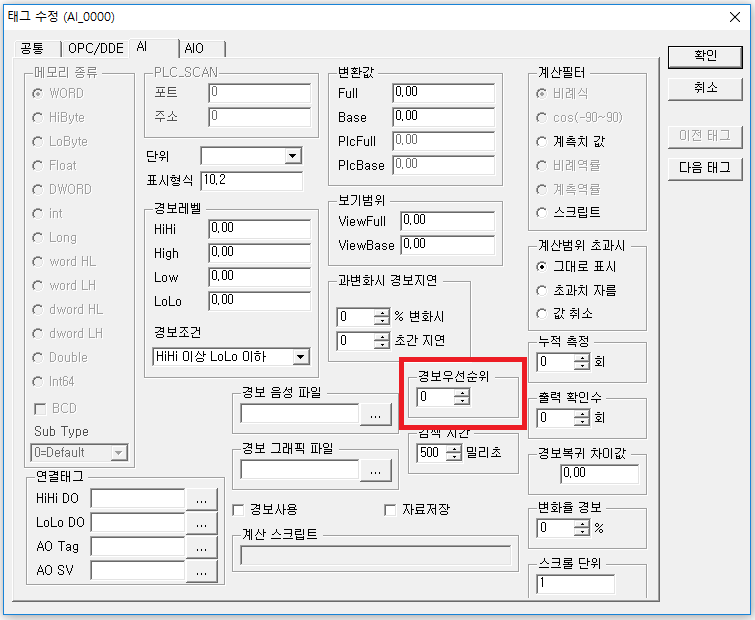 태그 수정 (AI_0000)
공통
OPC/DDE
AI
AIO
확인
취소
이전 태그
다음 태그
메모리 종류
WORD
HiByte
LoByte
Float
DWORD
int
Long
word HL
word LH
dword HL
dword LH
Double
Int64
BCD
Sub Type
0=Default
PLC_SCAN
포트 0
주소 0
단위
표시형식 10,2
경보레벨
HiHi 0,00
High 0,00
Low 0,00
LoLo 0,00
경보조건
HiHi 이상 LoLo 이하
변환값
Full 0,00
Base 0,00
PlcFull 0,00
PlcBase 0,00
보기범위
ViewFull 0,00
ViewBase 0,00
과변화시 경보지연
0 % 변화시
0 초간 지연
경보우선순위
0
검색 시간
500 밀리초
계산필터
비례식
cos(-90~90)
계측치 값
비례역률
계측역률
스크립트
계산범위 초과시
그대로 표시
초과치 자름
값 취소
누적 측정
0 회
출력 확인수
0 회
경보복귀 차이값
0,00
변화율 경보
0 %
스크롤 단위
1
경보 음성 파일
...
경보 그래픽 파일
...
경보사용
자료저장
계산 스크립트
연결태그
HiHi DO ...
LoLo DO ...
AO Tag ...
AO SV ...